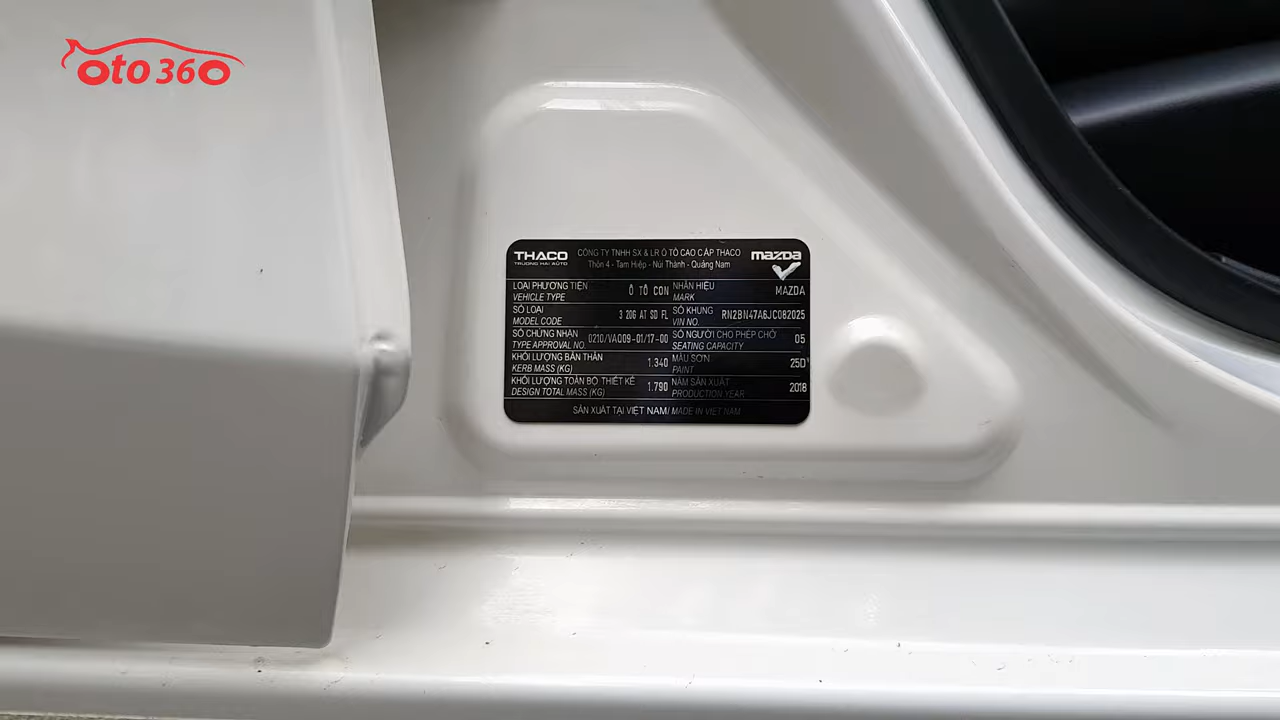 oto360
THACO
TRUONG HAI AUTO
CÔNG TY TNHH SX & LR Ô TÔ CAO CẤP THACO
Thôn 4 - Tam Hiệp - Núi Thành - Quảng Nam
mazda
LOẠI PHƯƠNG TIỆN Ô TÔ CON NHÃN HIỆU MAZDA
VEHICLE TYPE MARK
SỐ LOẠI 3 20G AT SD FL SỐ KHUNG RN2BN47A6JC082025
MODEL CODE VIN NO.
SỐ CHỨNG NHẬN 0210/VAQ09-01/17-00 SỐ NGƯỜI CHO PHÉP CHỞ 05
TYPE APPROVAL NO. SEATING CAPACITY
KHỐI LƯỢNG BẢN THÂN 1.340 MÀU SƠN 25D
KERB MASS (KG) PAINT
KHỐI LƯỢNG TOÀN BỘ THIẾT KẾ 1.790 NĂM SẢN XUẤT 2018
DESIGN TOTAL MASS (KG) PRODUCTION YEAR
SẢN XUẤT TẠI VIỆT NAM/ MADE IN VIET NAM